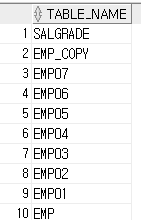 TABLE_NAME
1 SALGRADE
2 EMP_COPY
3 EMP07
4 EMP06
5 EMP05
6 EMP04
7 EMP03
8 EMP02
9 EMP01
10 EMP